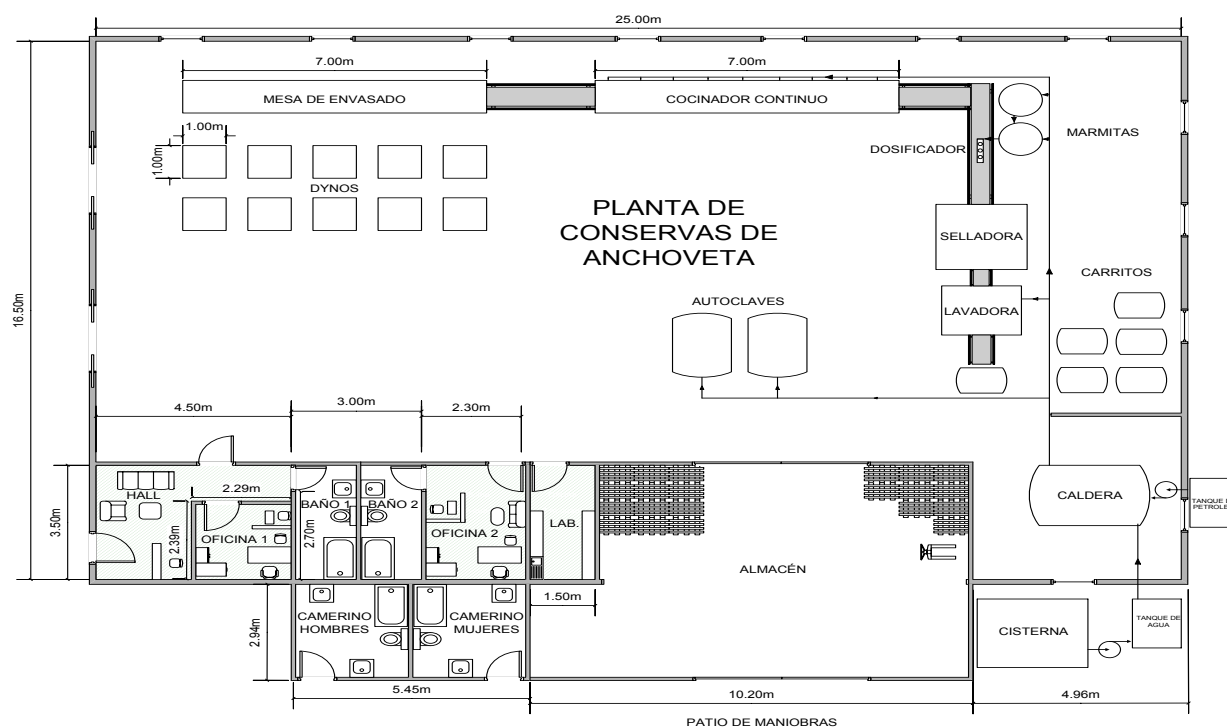 25.00m
7.00m
7.00m
MESA DE ENVASADO
COCINADOR CONTINUO
1.00m
1.00m
MARMITAS
DOSIFICADOR
DYNOS
PLANTA DE
CONSERVAS DE
ANCHOVETA
SELLADORA
CARRITOS
16.50m
AUTOCLAVES
LAVADORA
4.50m
3.00m
2.30m
HALL
2.29m
BAÑO 1
BAÑO 2
CALDERA
TANQUE D
PETROLE
3.50m
2.39m
OFICINA 1
2.70m
OFICINA 2
LAB.
ALMACÉN
1.50m
2.94m
CAMERINO
HOMBRES
CAMERINO
MUJERES
CISTERNA
TANQUE DE
AGUA
5.45m
10.20m
4.96m
PATIO DE MANIOBRAS